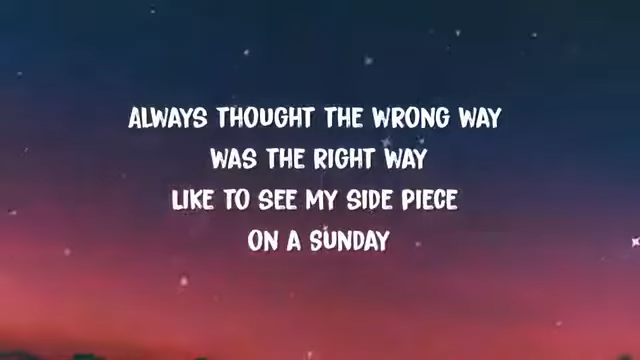 ALWAYS THOUGHT THE WRONG WAY
WAS THE RIGHT WAY
LIKE TO SEE MY SIDE PIECE
ON A SUNDAY